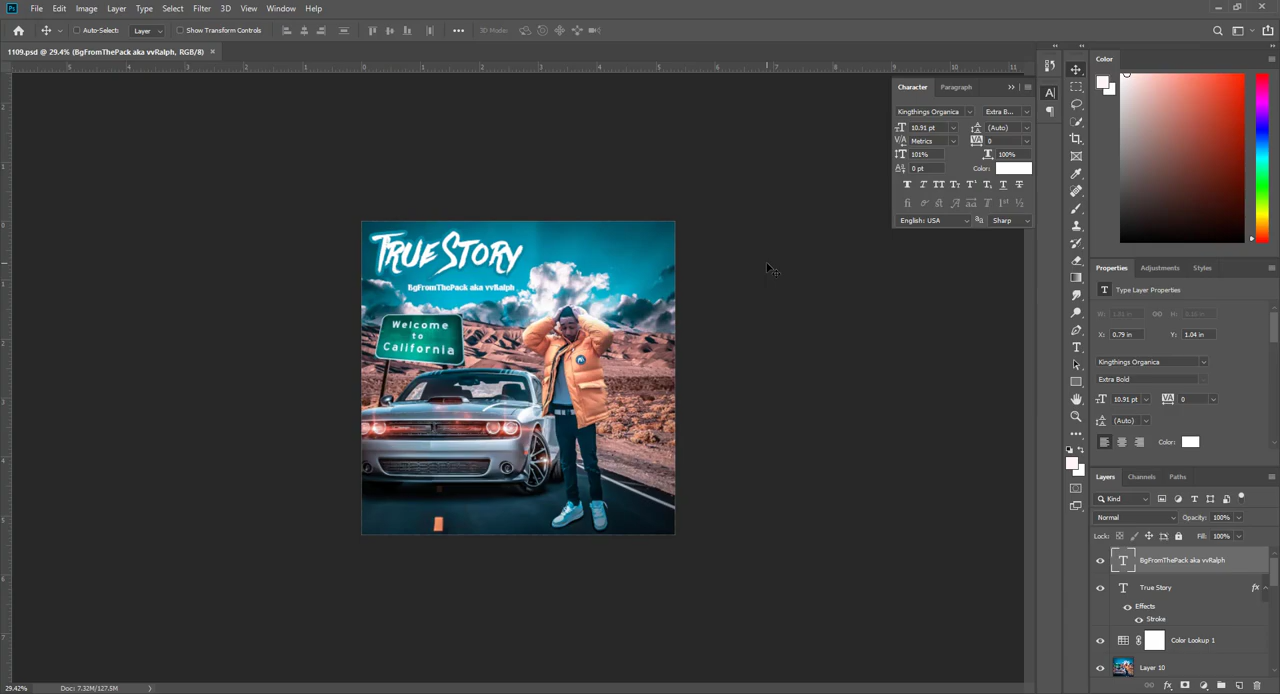 Ps File Edit Image Layer Type Select Filter 3D View Window Help
Auto-Select: Layer Show Transform Controls 3D Mode:
1109.psd @ 29.4% (BgFromThePack aka vvRalph, RGB/8) ×
Character Paragraph
Kingthings Organica Extra B...
10.91 pt (Auto)
Metrics 0
101% 100%
0 pt Color:
English: USA Sharp
TRUE STORY
BgFromThePack aka vvRalph
Welcome
to
California
Color
Properties Adjustments Styles
Type Layer Properties
X: 0.79 in Y: 1.04 in
Kingthings Organica
Extra Bold
10.91 pt 0
(Auto)
Color:
Layers Channels Paths
Kind
Normal Opacity: 100%
Lock: Fill: 100%
BgFromThePack aka vvRalph
True Story fx
Effects
Stroke
Color Lookup 1
Layer 10
29.42% Doc: 7.32M/127.5M